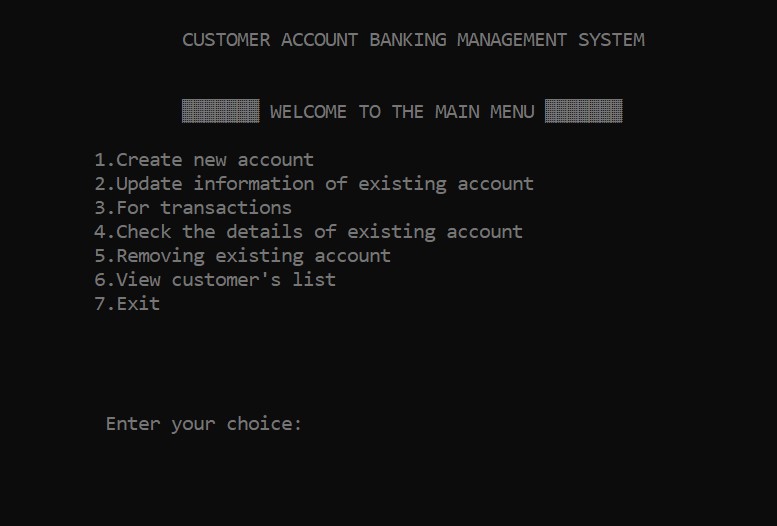 CUSTOMER ACCOUNT BANKING MANAGEMENT SYSTEM
WELCOME TO THE MAIN MENU
1.Create new account
2.Update information of existing account
3.For transactions
4.Check the details of existing account
5.Removing existing account
6.View customer's list
7.Exit
Enter your choice: